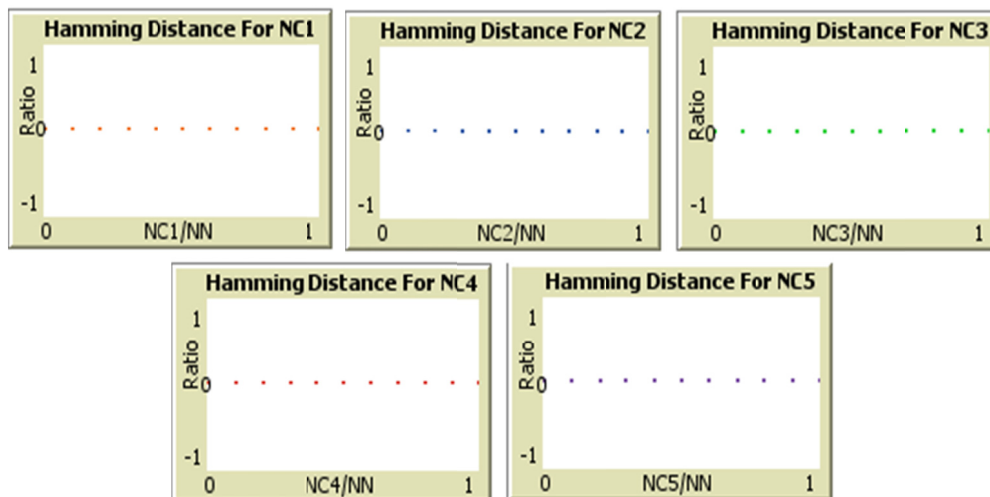 Hamming Distance For NC1
1
Ratio
0
-1
0 NC1/NN 1
Hamming Distance For NC2
1
Ratio
0
-1
0 NC2/NN 1
Hamming Distance For NC3
1
Ratio
0
-1
0 NC3/NN 1
Hamming Distance For NC4
1
Ratio
0
-1
0 NC4/NN 1
Hamming Distance For NC5
1
Ratio
0
-1
0 NC5/NN 1